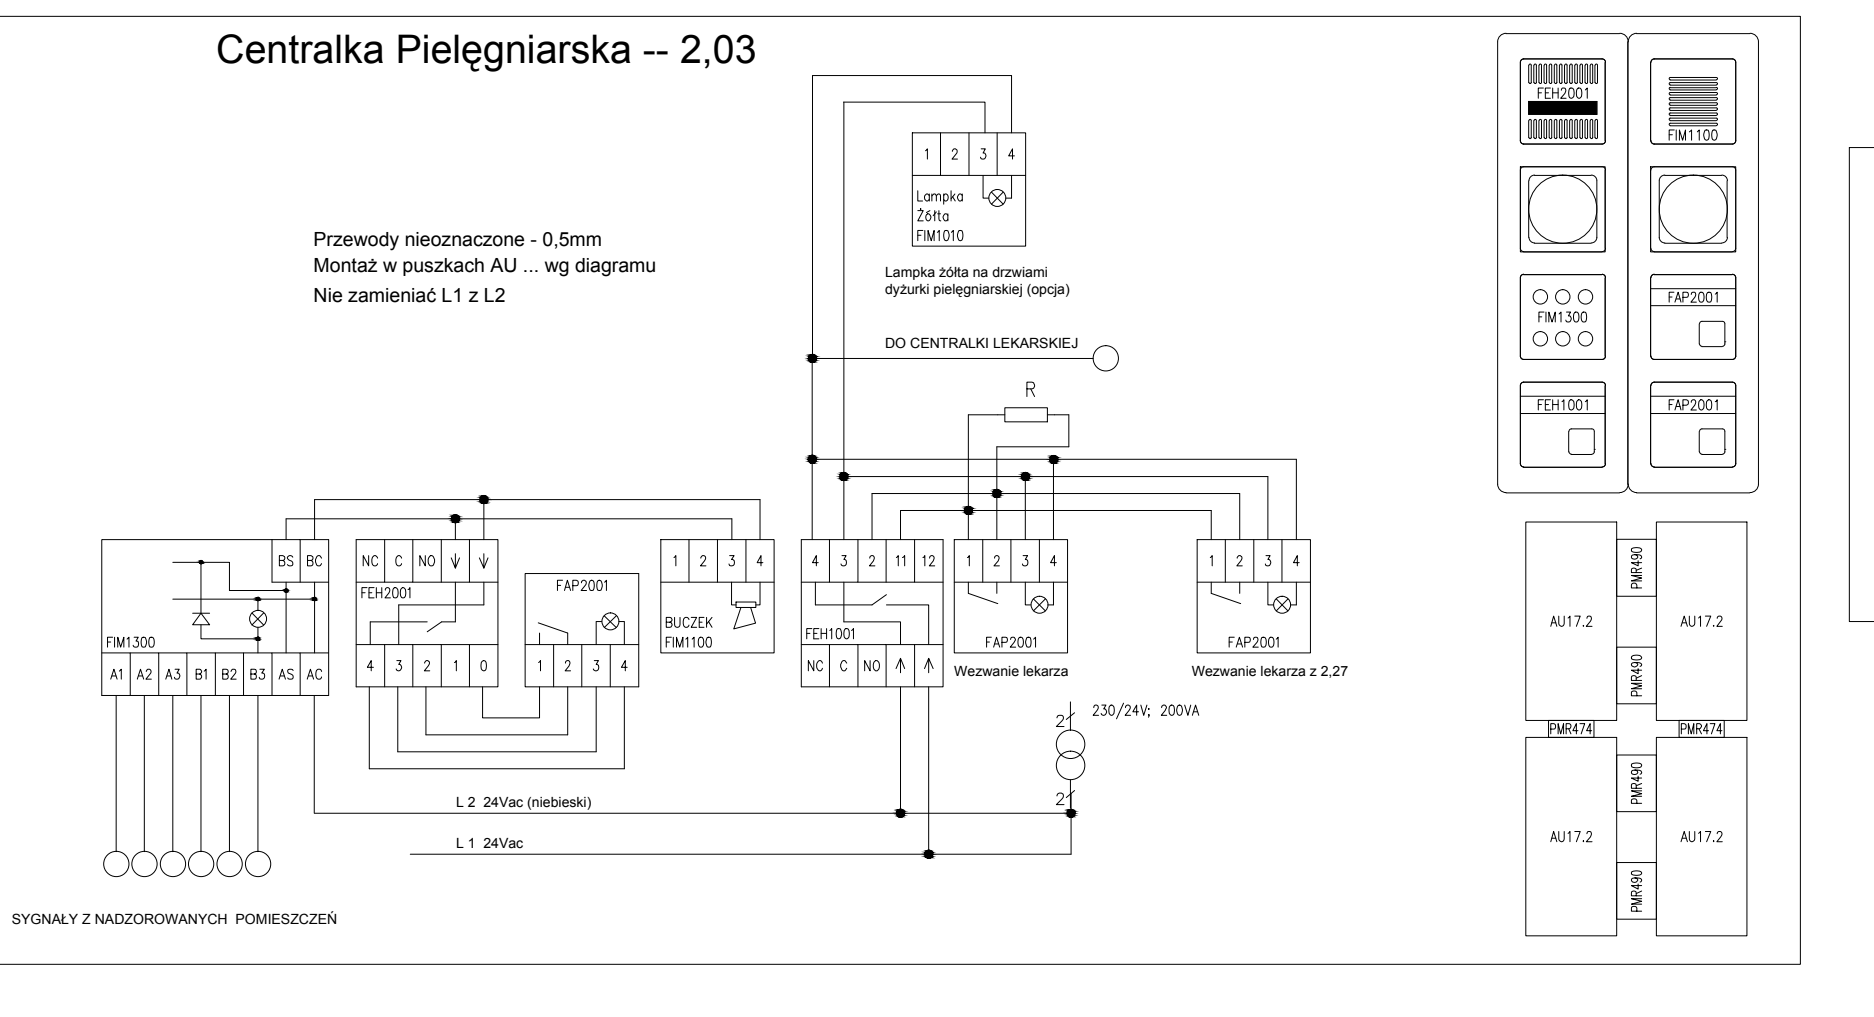 Centralka Pielęgniarska -- 2,03
Przewody nieoznaczone - 0,5mm
Montaż w puszkach AU ... wg diagramu
Nie zamieniać L1 z L2
1 2 3 4
Lampka
Żółta
FIM1010
Lampka żółta na drzwiami
dyżurki pielęgniarskiej (opcja)
DO CENTRALKI LEKARSKIEJ
R
BS BC
FIM1300
A1 A2 A3 B1 B2 B3 AS AC
NC C NO
FEH2001
4 3 2 1 0
FAP2001
1 2 3 4
1 2 3 4
BUCZEK
FIM1100
4 3 2 11 12
FEH1001
NC C NO
1 2 3 4
FAP2001
Wezwanie lekarza
1 2 3 4
FAP2001
Wezwanie lekarza z 2,27
2
230/24V; 200VA
2
L 2 24Vac (niebieski)
L 1 24Vac
SYGNAŁY Z NADZOROWANYCH POMIESZCZEŃ
FEH2001
FIM1100
FIM1300
FAP2001
FEH1001
FAP2001
PMR490
AU17.2
AU17.2
PMR490
PMR474
PMR474
PMR490
AU17.2
AU17.2
PMR490